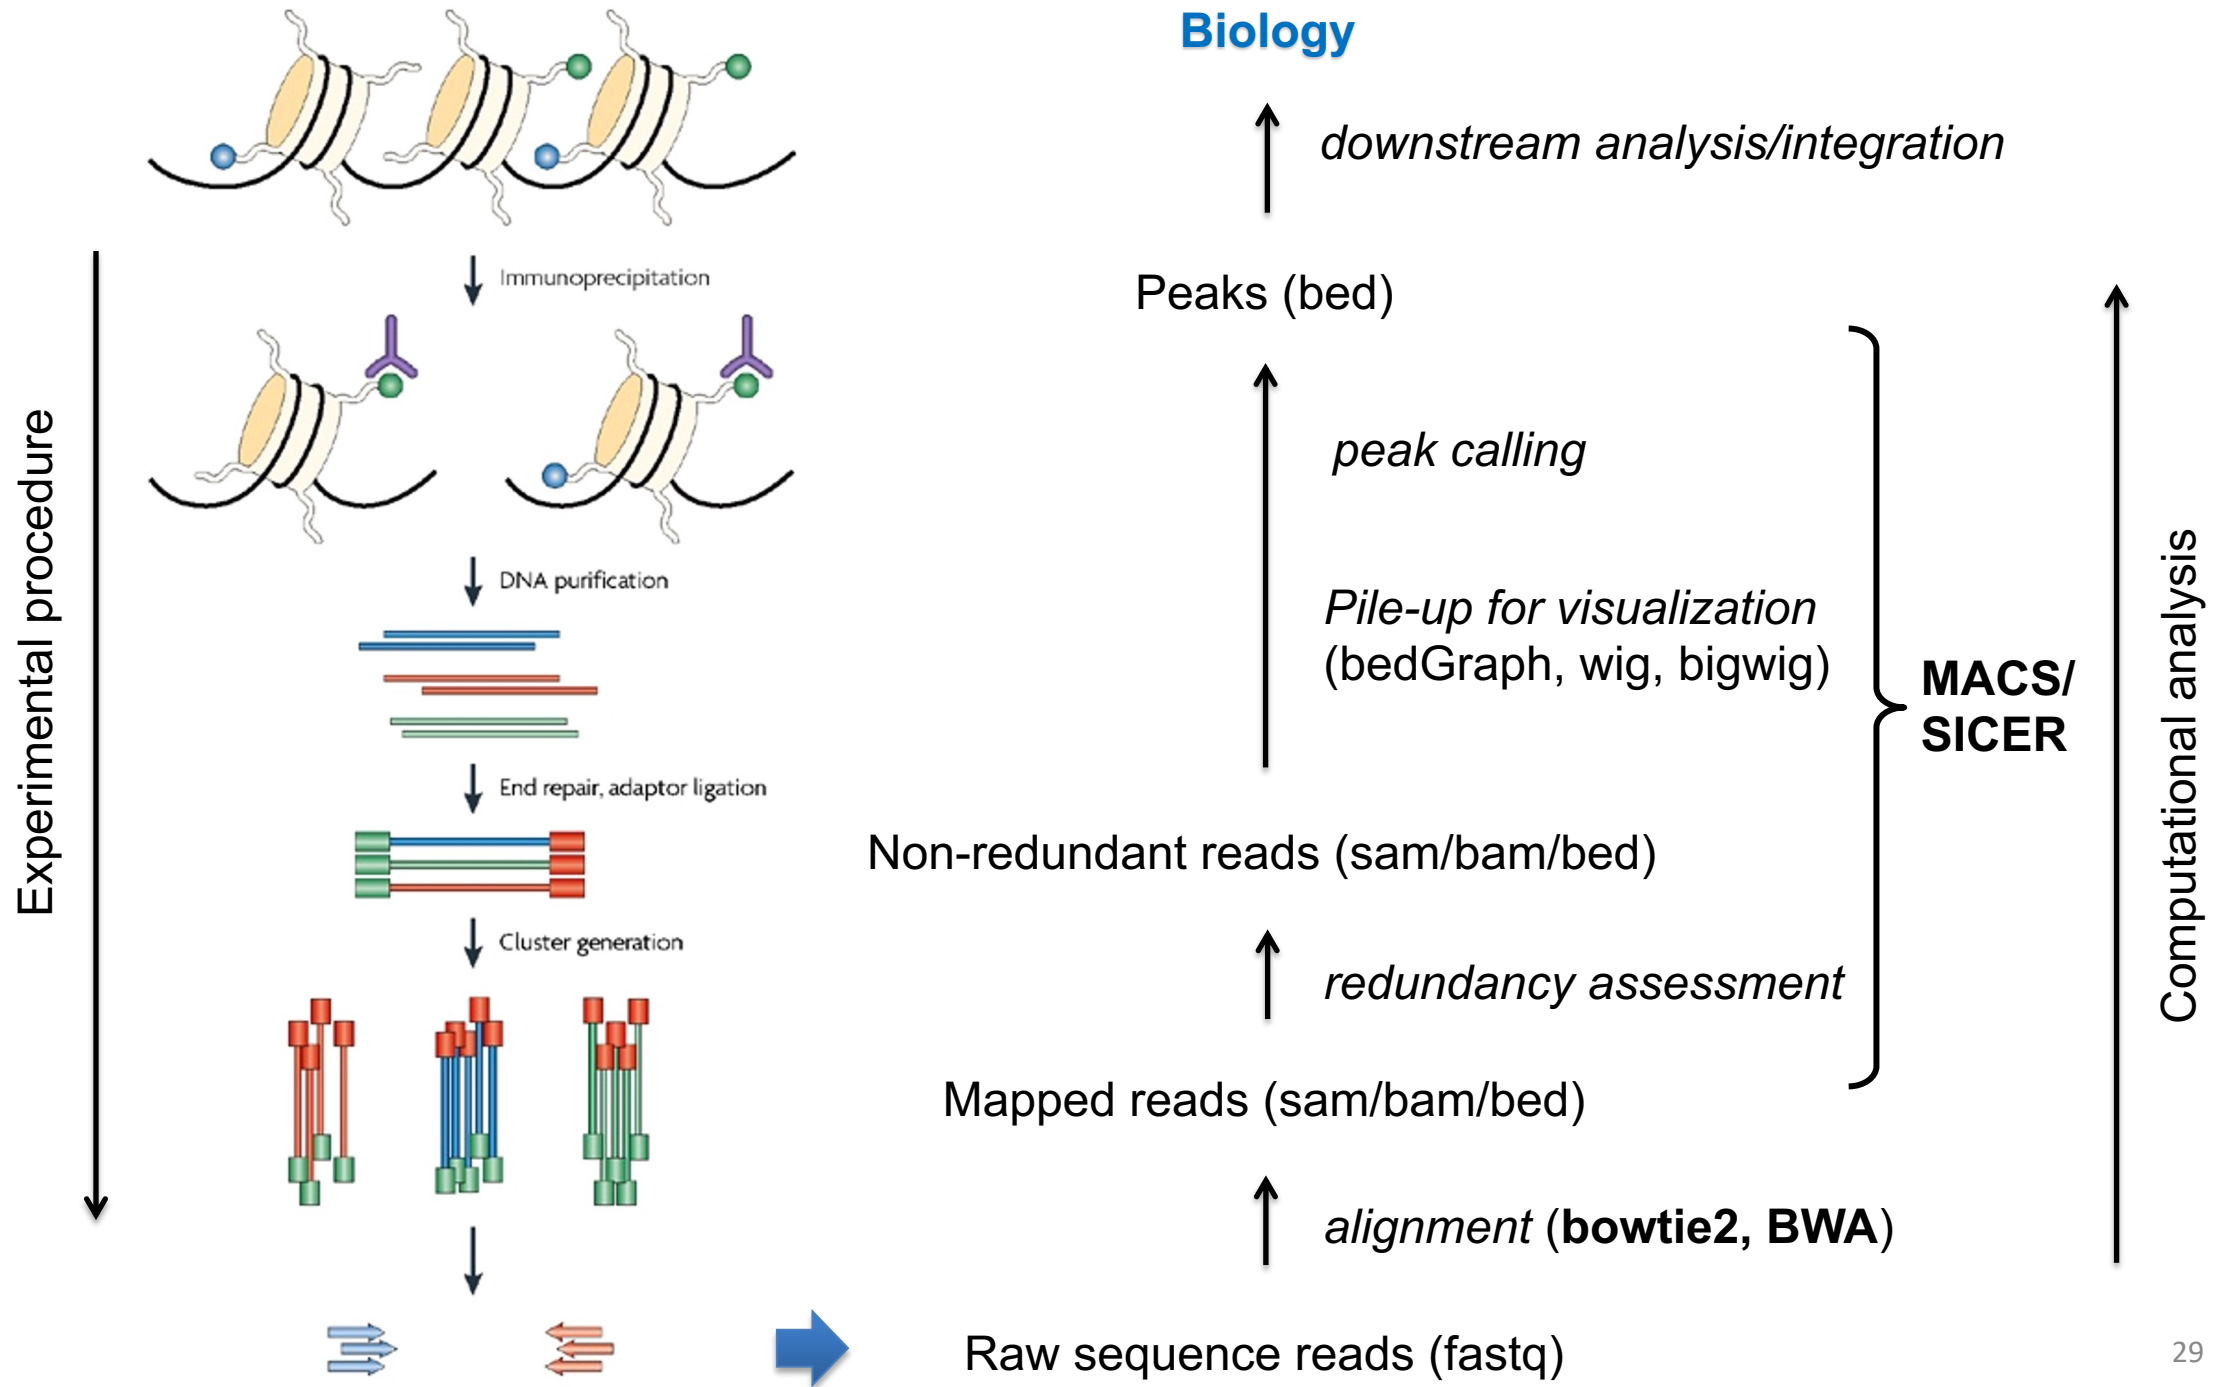 Experimental procedure
Immunoprecipitation
DNA purification
End repair, adaptor ligation
Cluster generation
Biology
downstream analysis/integration
Peaks (bed)
peak calling
Pile-up for visualization
(bedGraph, wig, bigwig)
MACS/
SICER
Non-redundant reads (sam/bam/bed)
redundancy assessment
Mapped reads (sam/bam/bed)
alignment (bowtie2, BWA)
Raw sequence reads (fastq)
Computational analysis
29